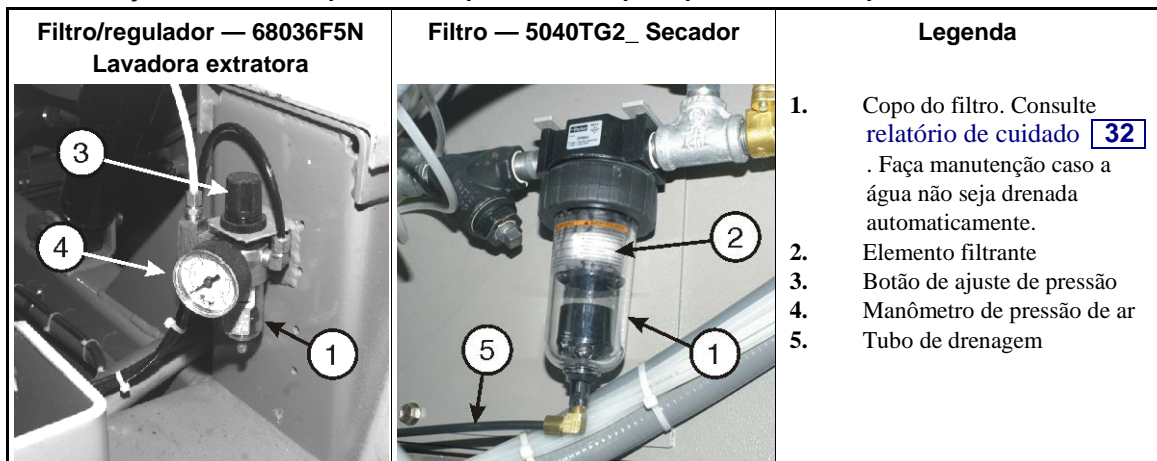 Filtro/regulador — 68036F5N
Lavadora extratora
3
4
1
Filtro — 5040TG2_ Secador
2
5
1
Legenda
1. Copo do filtro. Consulte
relatório de cuidado 32
. Faça manutenção caso a
água não seja drenada
automaticamente.
2. Elemento filtrante
3. Botão de ajuste de pressão
4. Manômetro de pressão de ar
5. Tubo de drenagem